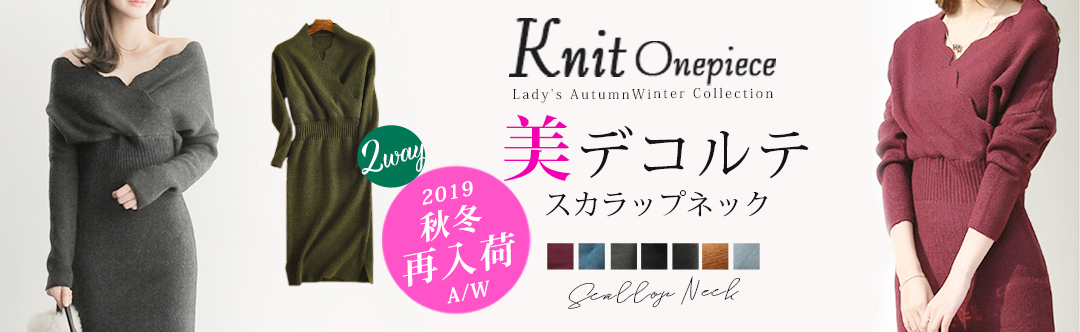 Knit Onepiece
Lady's AutumnWinter Collection
美デコルテ
スカラップネック
2way
2019
秋冬
再入荷
A/W
Scallop Neck